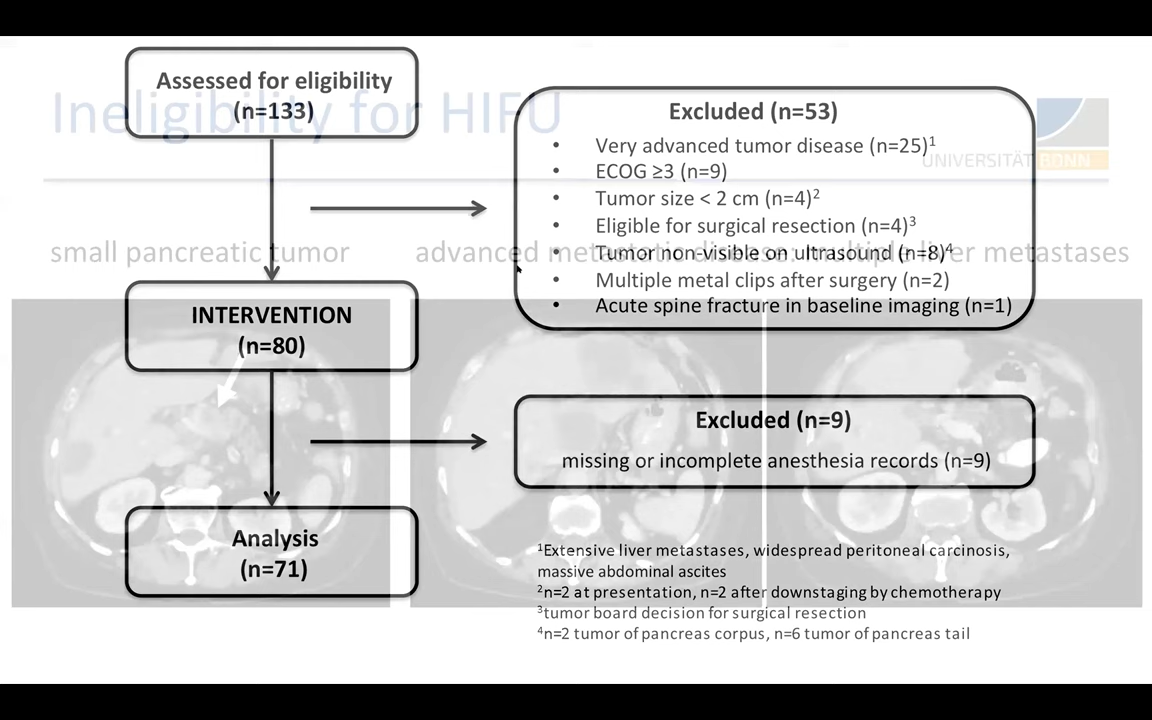 Assessed for eligibility
(n=133)
Ineligibility for HIFU
Excluded (n=53)
• Very advanced tumor disease (n=25)¹
UNIVERSITÄT BONN
• ECOG ≥3 (n=9)
• Tumor size < 2 cm (n=4)²
• Eligible for surgical resection (n=4)³
• Tumor non-visible on ultrasound (n=8)⁴
• Multiple metal clips after surgery (n=2)
• Acute spine fracture in baseline imaging (n=1)
small pancreatic tumor
advanced metastatic disease: multiple liver metastases
INTERVENTION
(n=80)
Excluded (n=9)
missing or incomplete anesthesia records (n=9)
Analysis
(n=71)
¹Extensive liver metastases, widespread peritoneal carcinosis,
massive abdominal ascites
²n=2 at presentation, n=2 after downstaging by chemotherapy
³tumor board decision for surgical resection
⁴n=2 tumor of pancreas corpus, n=6 tumor of pancreas tail